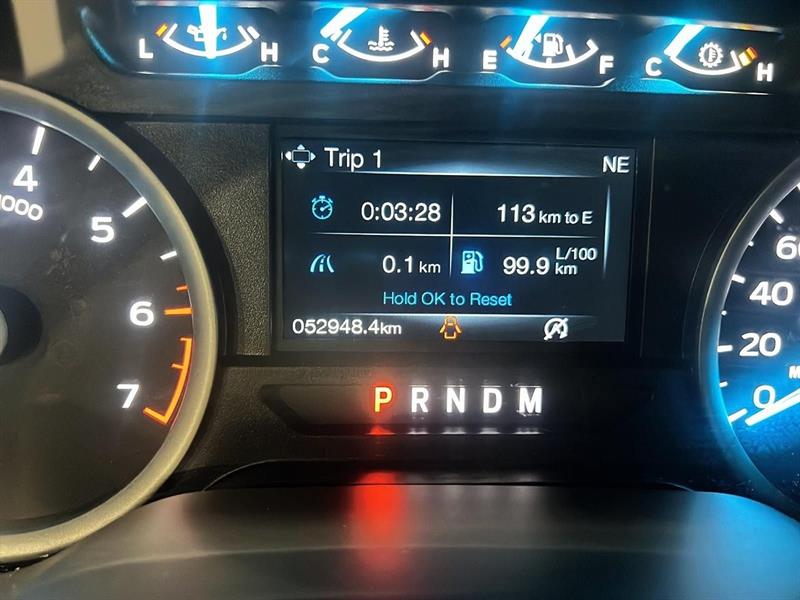 L H C H E F C H
Trip 1 NE
0:03:28 113 km to E
0.1 km 99.9 L/100 km
Hold OK to Reset
052948.4km
P R N D M
4
000
5
6
7
60
40
20
0
M